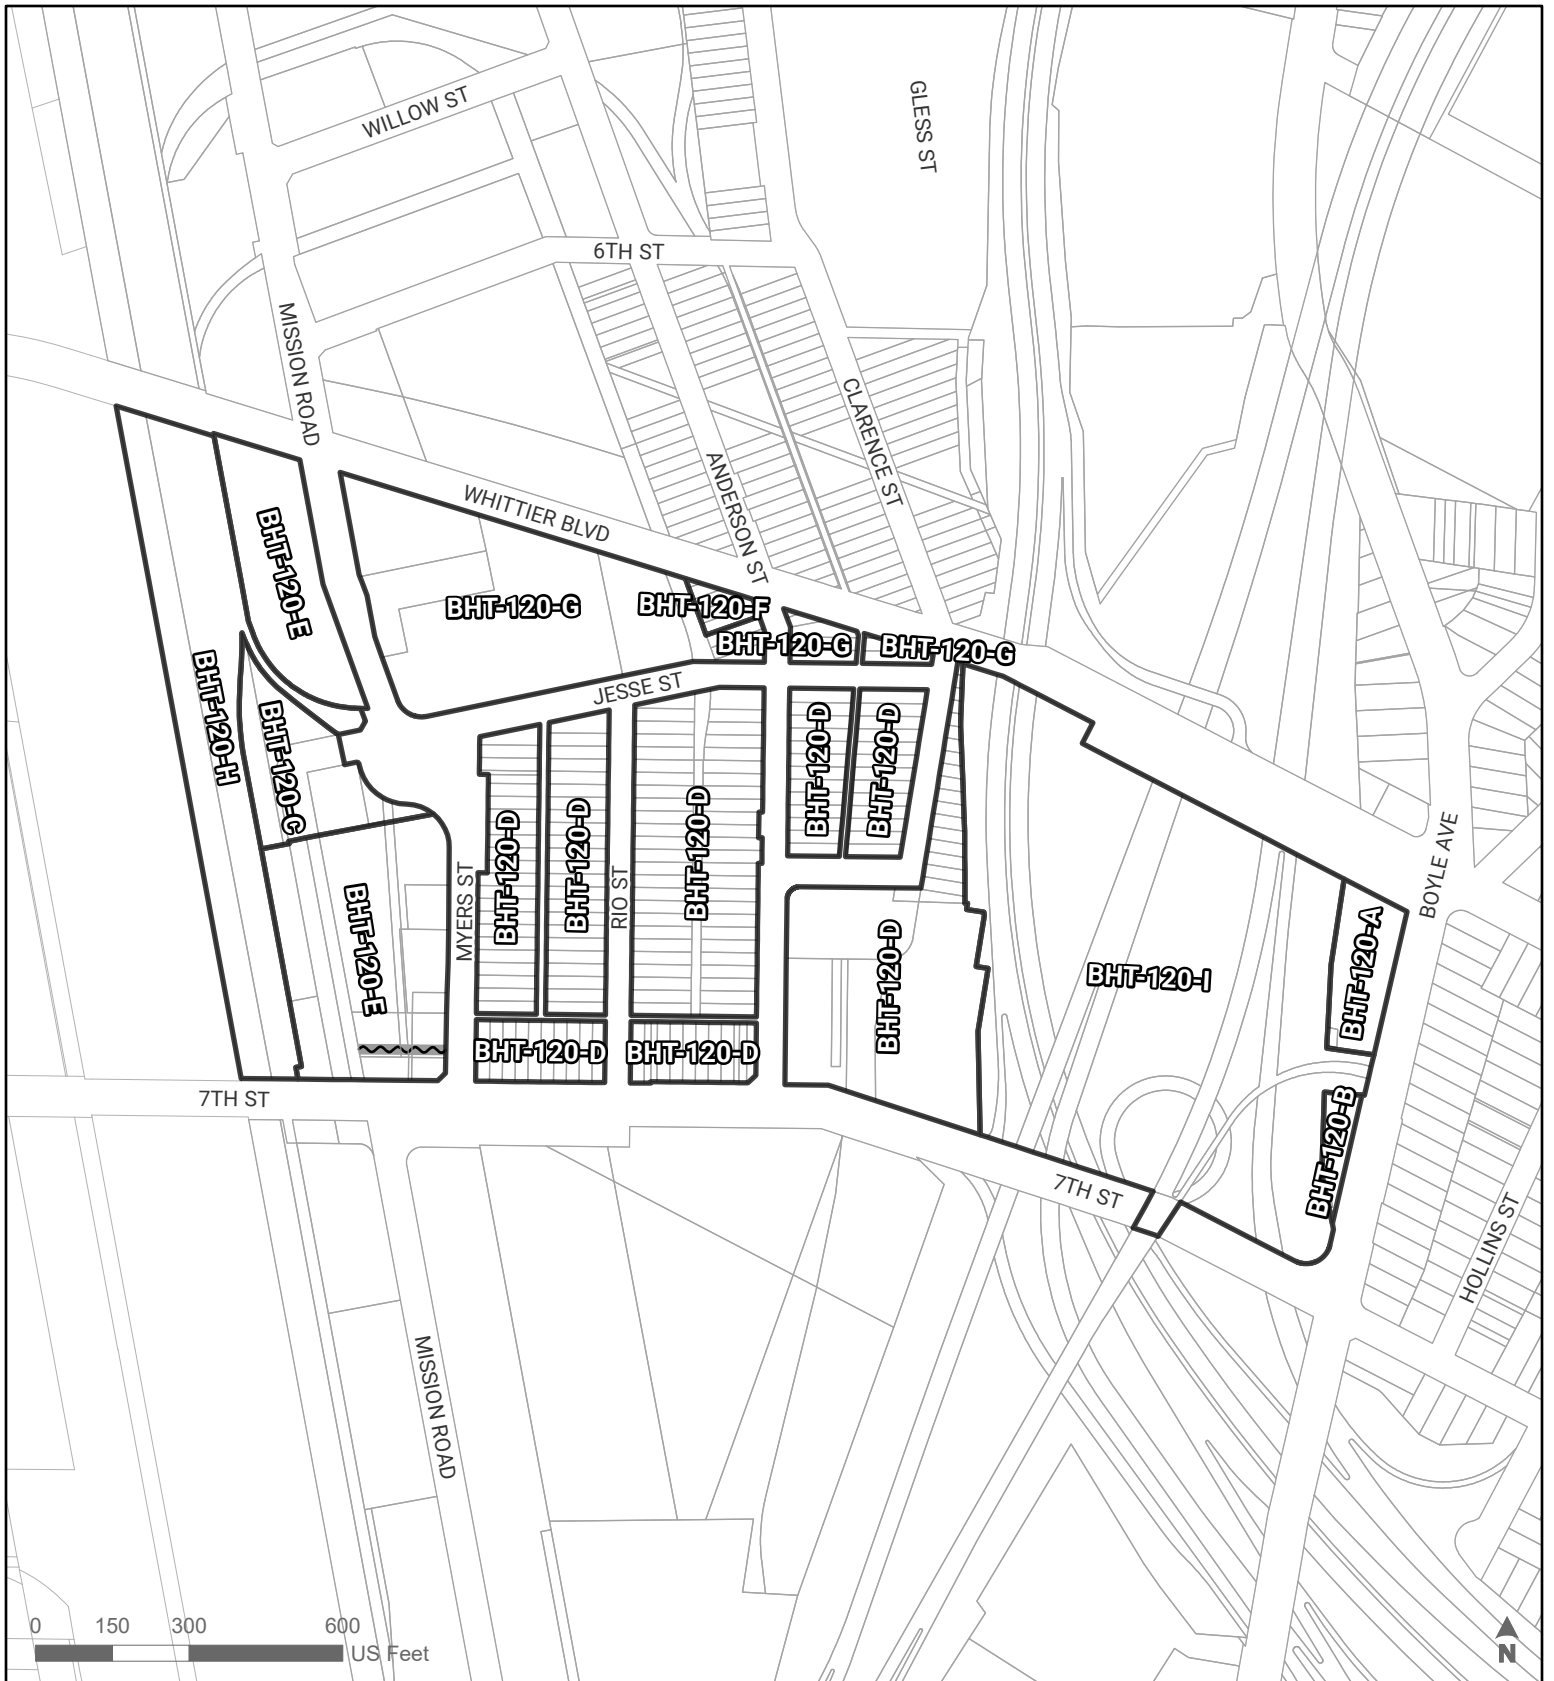 GLESS ST
WILLOW ST
6TH ST
MISSION ROAD
CLARENCE ST
ANDERSON ST
WHITTIER BLVD
BHT-120-E
BHT-120-G
BHT-120-F
BHT-120-G
BHT-120-G
JESSE ST
BHT-120-H
BHT-120-C
BHT-120-D
BHT-120-D
BHT-120-D
BHT-120-D
BHT-120-D
BOYLE AVE
MYERS ST
RIO ST
BHT-120-E
BHT-120-D
BHT-120-I
BHT-120-A
BHT-120-D
BHT-120-D
7TH ST
BHT-120-B
7TH ST
HOLLINS ST
MISSION ROAD
0 150 300 600
US Feet
N